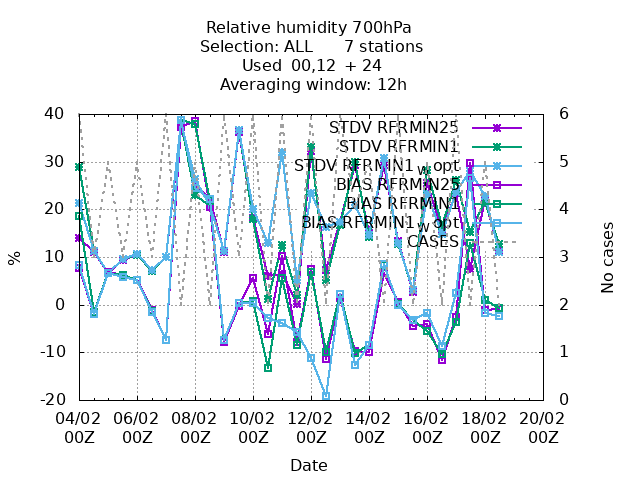 Relative humidity 700hPa
Selection: ALL 7 stations
Used 00,12 + 24
Averaging window: 12h
40
30
20
10
0
-10
-20
%
6
5
4
3
2
1
0
No cases
STDV RFRMIN25
STDV RFRMIN1
STDV RFRMIN1_w_opt
BIAS RFRMIN25
BIAS RFRMIN1
BIAS RFRMIN1_w_opt
CASES
04/02 06/02 08/02 10/02 12/02 14/02 16/02 18/02 20/02
00Z 00Z 00Z 00Z 00Z 00Z 00Z 00Z 00Z
Date